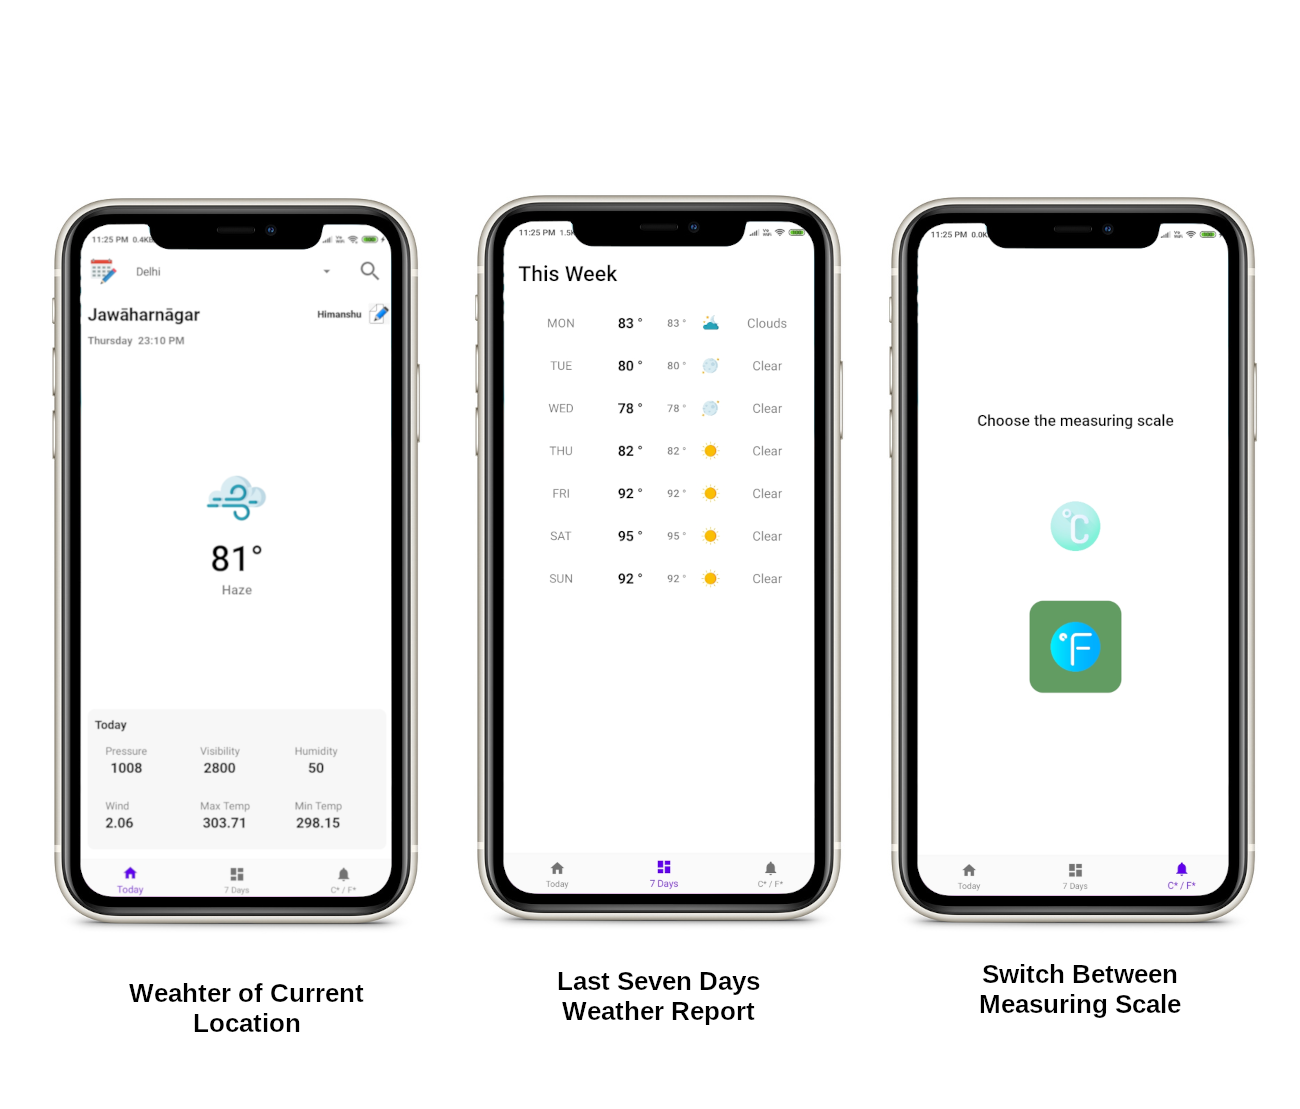 11:25 PM 0.4KB
Delhi
Jawāharnāgar
Himanshu
Thursday 23:10 PM
81°
Haze
Today
Pressure Visibility Humidity
1008 2800 50
Wind Max Temp Min Temp
2.06 303.71 298.15
Today 7 Days C* / F*
Weahter of Current
Location
11:25 PM 1.5K
This Week
MON 83 ° 83 ° Clouds
TUE 80 ° 80 ° Clear
WED 78 ° 78 ° Clear
THU 82 ° 82 ° Clear
FRI 92 ° 92 ° Clear
SAT 95 ° 95 ° Clear
SUN 92 ° 92 ° Clear
Today 7 Days C* / F*
Last Seven Days
Weather Report
11:25 PM 0.0K
Choose the measuring scale
°C
°F
Today 7 Days C* / F*
Switch Between
Measuring Scale